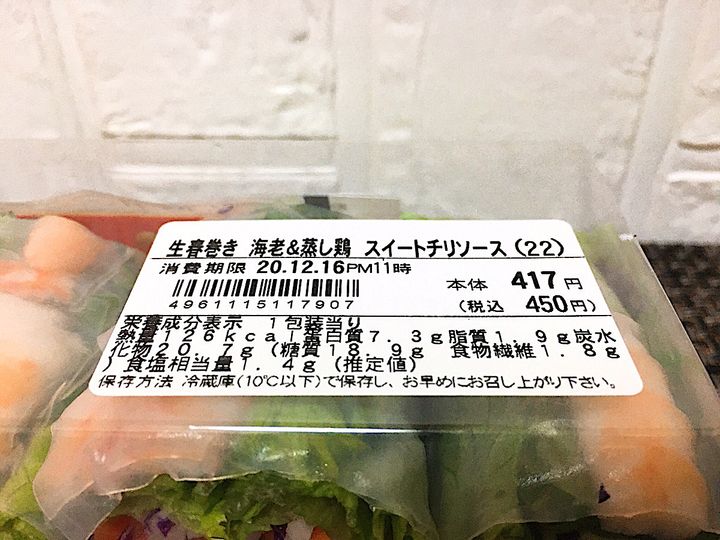 生春巻き 海老&蒸し鶏 スイートチリソース(22)
消費期限 20.12.16PM11時
本体 417円
4961115117907
(税込 450円)
栄養成分表示 1包装当り
熱量126kcal蛋白質7.3g脂質1.9g炭水
化物20.7g(糖質18.9g 食物繊維1.8g
)食塩相当量1.4g(推定値)
保存方法 冷蔵庫(10℃以下)で保存し、お早めにお召し上がり下さい。